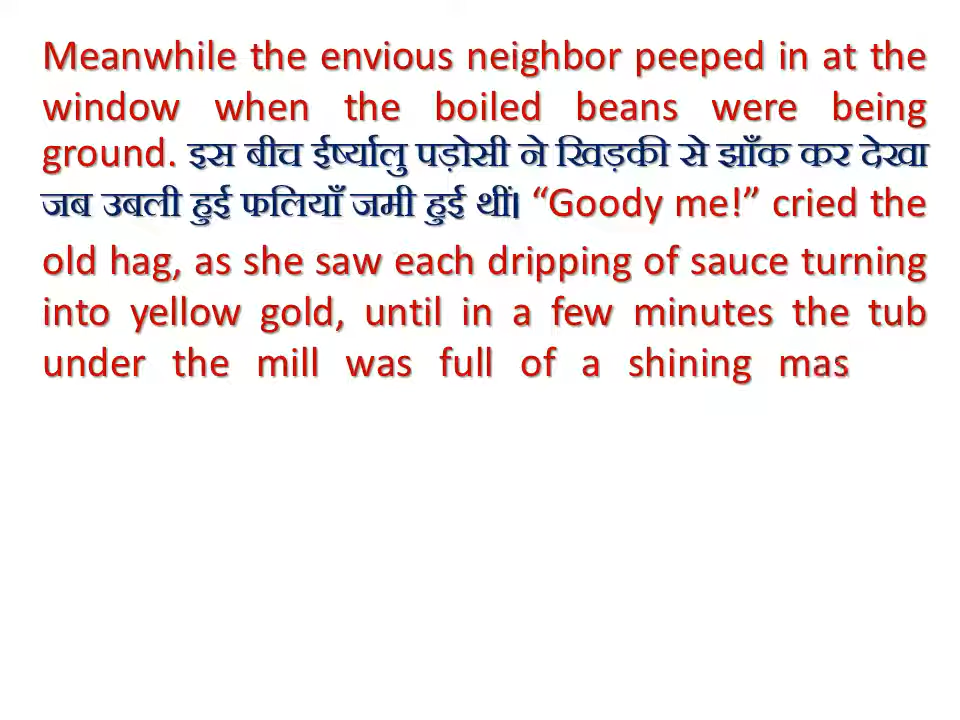 Meanwhile the envious neighbor peeped in at the
window when the boiled beans were being
ground. इस बीच ईर्ष्यालु पड़ोसी ने खिड़की से झाँक कर देखा
जब उबली हुई फलियाँ जमी हुई थीं। “Goody me!” cried the
old hag, as she saw each dripping of sauce turning
into yellow gold, until in a few minutes the tub
under the mill was full of a shining mas